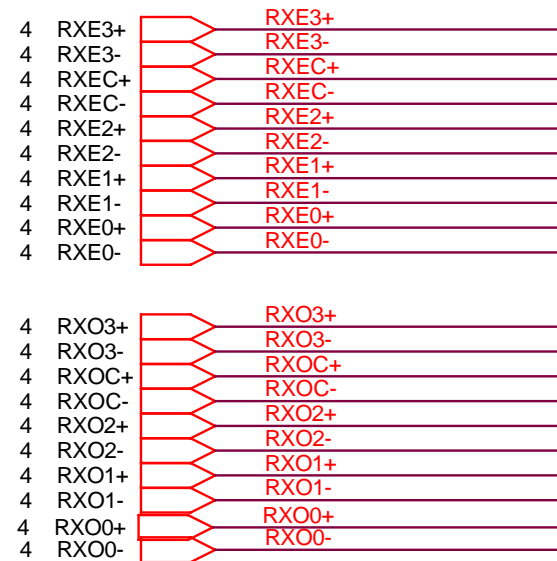 4 RXE3+ RXE3+
4 RXE3- RXE3-
4 RXEC+ RXEC+
4 RXEC- RXEC-
4 RXE2+ RXE2+
4 RXE2- RXE2-
4 RXE1+ RXE1+
4 RXE1- RXE1-
4 RXE0+ RXE0+
4 RXE0- RXE0-
4 RXO3+ RXO3+
4 RXO3- RXO3-
4 RXOC+ RXOC+
4 RXOC- RXOC-
4 RXO2+ RXO2+
4 RXO2- RXO2-
4 RXO1+ RXO1+
4 RXO1- RXO1-
4 RXO0+ RXO0+
4 RXO0- RXO0-